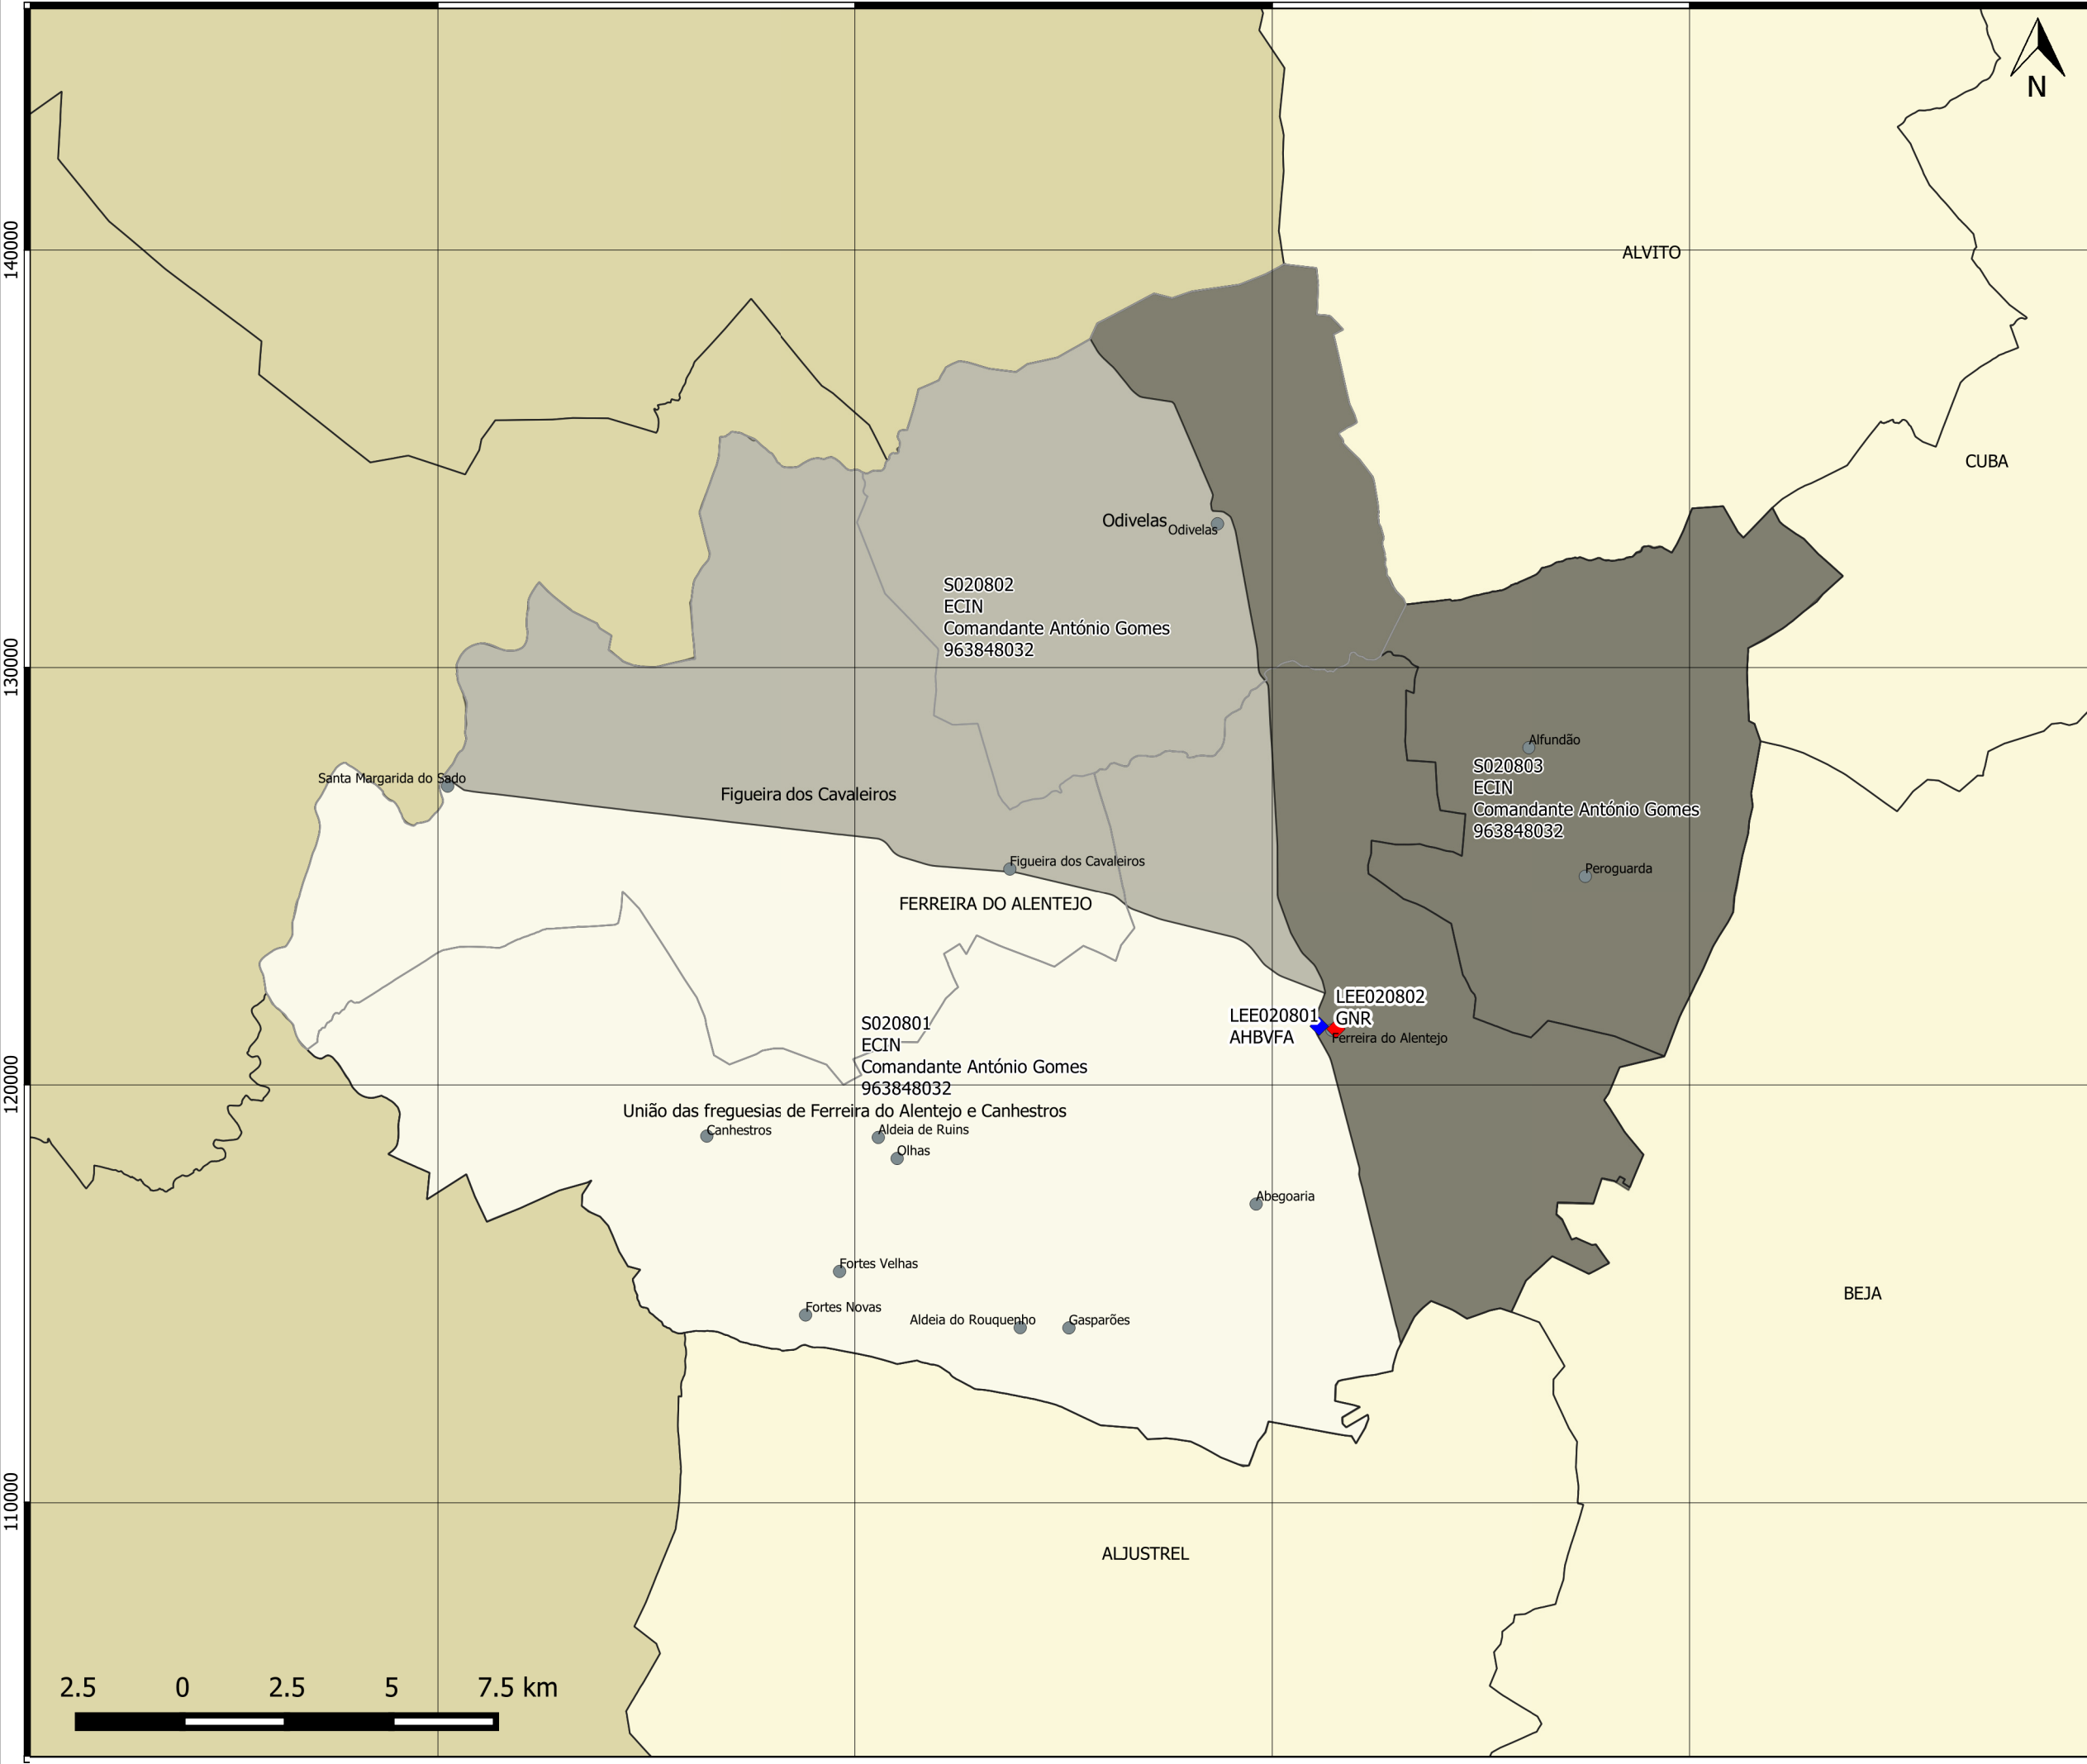 N
140000
ALVITO
CUBA
Odivelas
Odivelas
S020802
ECIN
Comandante António Gomes
963848032
130000
Alfundão
S020803
ECIN
Comandante António Gomes
963848032
Santa Margarida do Sado
Figueira dos Cavaleiros
Figueira dos Cavaleiros
Peroguarda
FERREIRA DO ALENTEJO
LEE020802
GNR
LEE020801
AHBVFA
Ferreira do Alentejo
S020801
ECIN
Comandante António Gomes
963848032
120000
União das freguesias de Ferreira do Alentejo e Canhestros
Canhestros
Aldeia de Ruins
Olhas
Abegoaria
Fortes Velhas
Fortes Novas
Aldeia do Rouquenho
Gasparões
BEJA
110000
ALJUSTREL
2.5 0 2.5 5 7.5 km